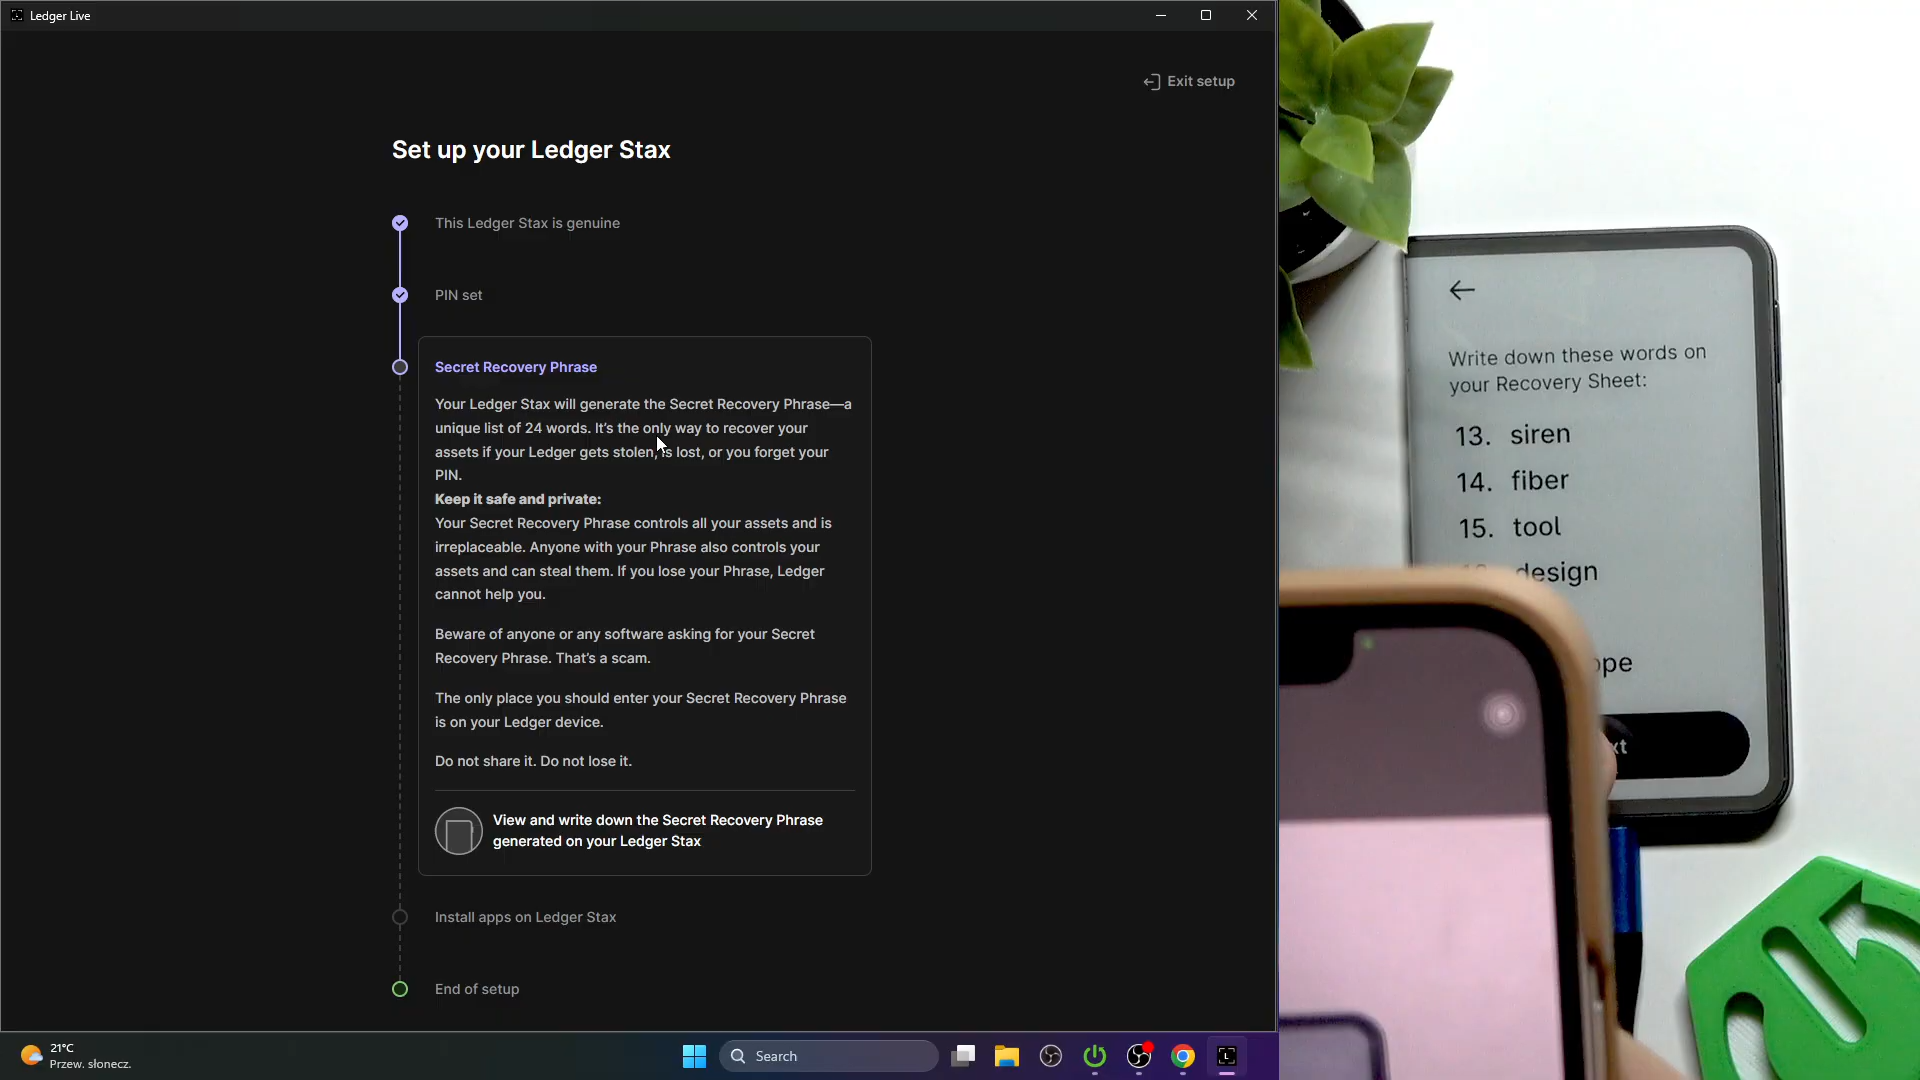 Ledger Live
Exit setup
Set up your Ledger Stax
This Ledger Stax is genuine
PIN set
Secret Recovery Phrase
Your Ledger Stax will generate the Secret Recovery Phrase—a
unique list of 24 words. It's the only way to recover your
assets if your Ledger gets stolen, is lost, or you forget your
PIN.
Keep it safe and private:
Your Secret Recovery Phrase controls all your assets and is
irreplaceable. Anyone with your Phrase also controls your
assets and can steal them. If you lose your Phrase, Ledger
cannot help you.
Beware of anyone or any software asking for your Secret
Recovery Phrase. That's a scam.
The only place you should enter your Secret Recovery Phrase
is on your Ledger device.
Do not share it. Do not lose it.
View and write down the Secret Recovery Phrase
generated on your Ledger Stax
Install apps on Ledger Stax
End of setup
21°C
Przew. słonecz.
Search
Write down these words on
your Recovery Sheet:
13. siren
14. fiber
15. tool
design